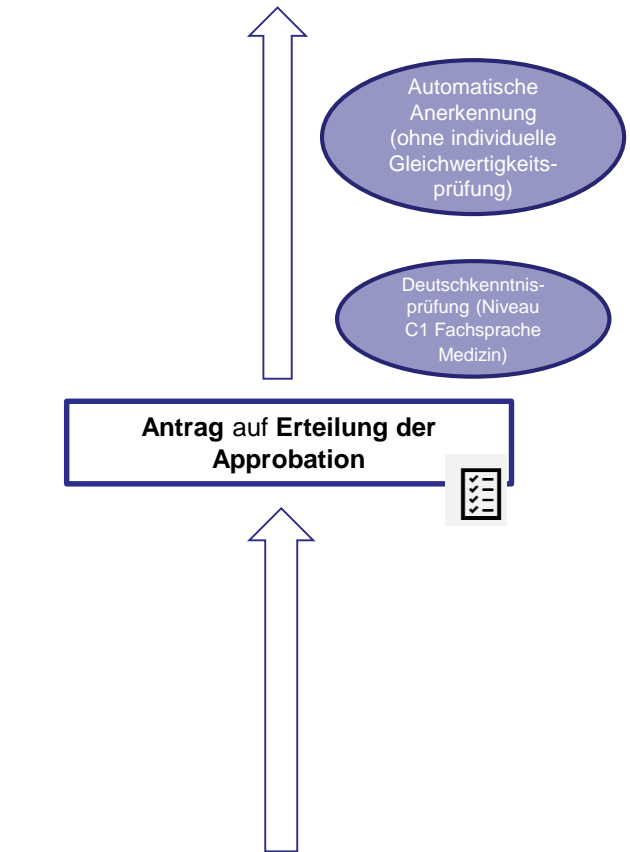 Automatische
Anerkennung
(ohne individuelle
Gleichwertigkeits-
prüfung)
Deutschkenntnis-
prüfung (Niveau
C1 Fachsprache
Medizin)
Antrag auf Erteilung der
Approbation